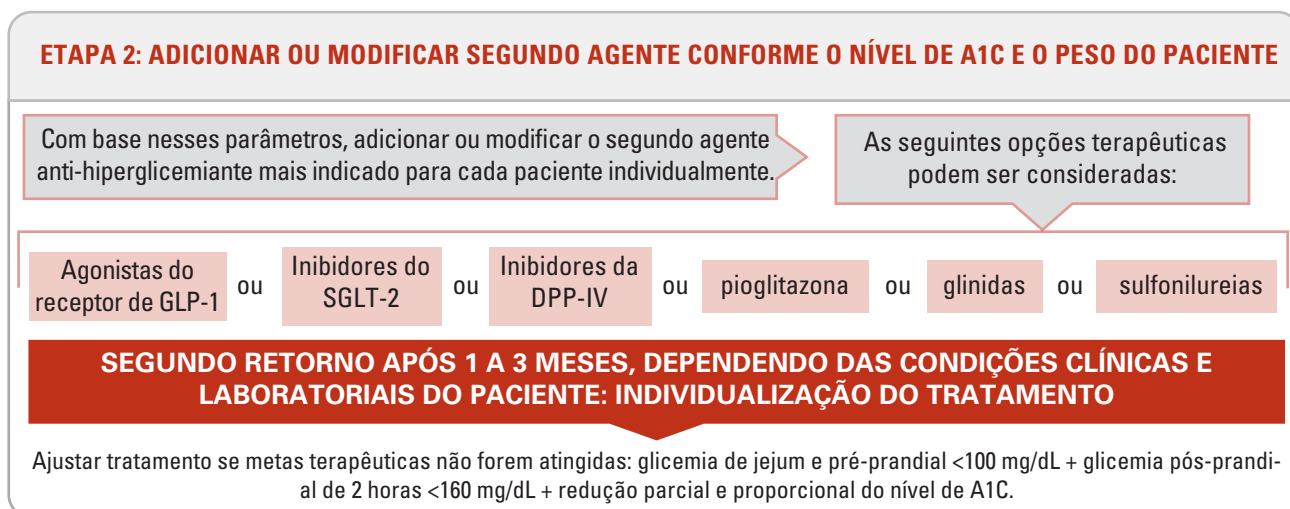 ETAPA 2: ADICIONAR OU MODIFICAR SEGUNDO AGENTE CONFORME O NÍVEL DE A1C E O PESO DO PACIENTE
Com base nesses parâmetros, adicionar ou modificar o segundo agente
anti-hiperglicemiante mais indicado para cada paciente individualmente.
As seguintes opções terapêuticas
podem ser consideradas:
Agonistas do
receptor de GLP-1
ou
Inibidores do
SGLT-2
ou
Inibidores da
DPP-IV
ou
pioglitazona
ou
glinidas
ou
sulfonilureias
SEGUNDO RETORNO APÓS 1 A 3 MESES, DEPENDENDO DAS CONDIÇÕES CLÍNICAS E
LABORATORIAIS DO PACIENTE: INDIVIDUALIZAÇÃO DO TRATAMENTO
Ajustar tratamento se metas terapêuticas não forem atingidas: glicemia de jejum e pré-prandial <100 mg/dL + glicemia pós-prandi-
al de 2 horas <160 mg/dL + redução parcial e proporcional do nível de A1C.